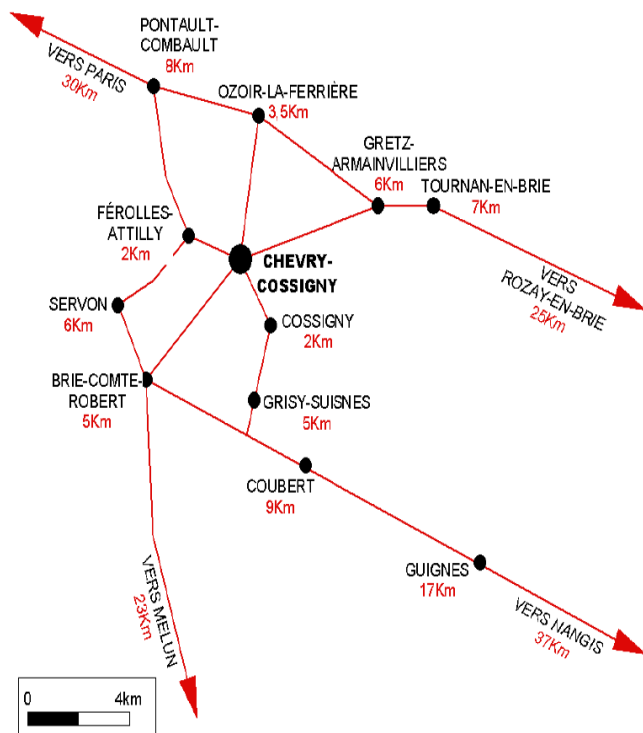 PONTAULT-
COMBAULT
8Km
VERS PARIS
30Km
OZOIR-LA-FERRIÈRE
3,5Km
GRETZ-
ARMAINVILLIERS
6Km
TOURNAN-EN-BRIE
7Km
FÉROLLES-
ATTILLY
2Km
CHEVRY-
COSSIGNY
VERS
ROZAY-EN-BRIE
25Km
SERVON
6Km
COSSIGNY
2Km
BRIE-COMTE-
ROBERT
5Km
GRISY-SUISNES
5Km
COUBERT
9Km
GUIGNES
17Km
VERS MELUN
23Km
VERS NANGIS
37Km
0 4km